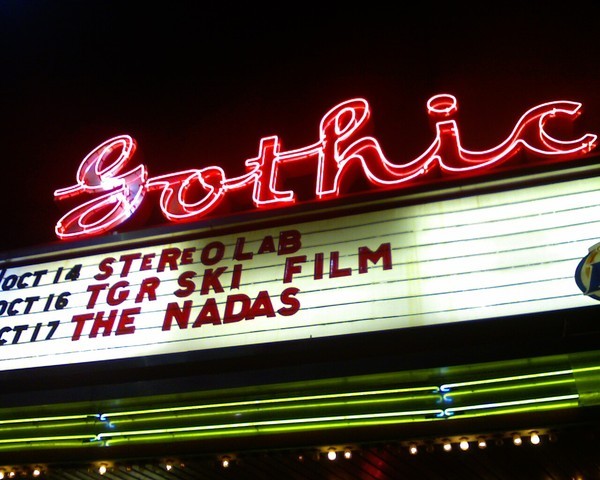 Gothic
OCT 14 STEREOLAB
OCT 16 TGR SKI FILM
OCT 17 THE NADAS